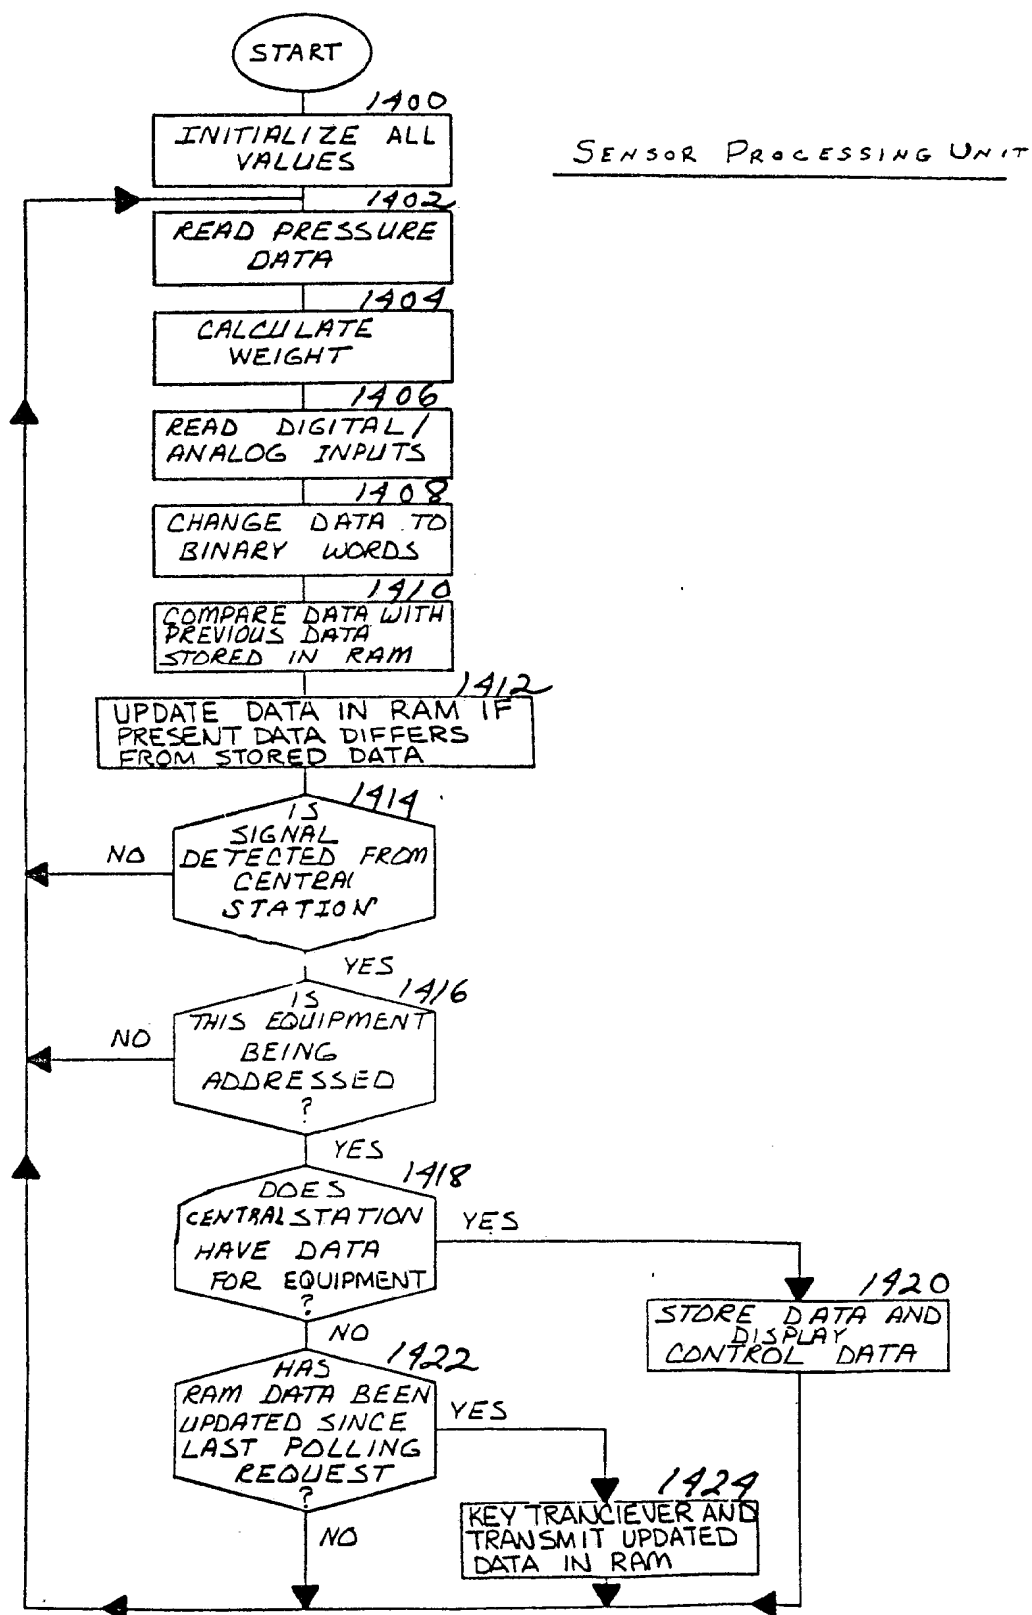 START
1400
INITIALIZE ALL
VALUES
SENSOR PROCESSING UNIT
1402
READ PRESSURE
DATA
1404
CALCULATE
WEIGHT
1406
READ DIGITAL/
ANALOG INPUTS
1408
CHANGE DATA TO
BINARY WORDS
1410
COMPARE DATA WITH
PREVIOUS DATA
STORED IN RAM
1412
UPDATE DATA IN RAM IF
PRESENT DATA DIFFERS
FROM STORED DATA
1414
IS
SIGNAL
DETECTED FROM
CENTRAL
STATION
NO
YES
1416
IS
THIS EQUIPMENT
BEING
ADDRESSED
?
NO
YES
1418
DOES
CENTRAL STATION
HAVE DATA
FOR EQUIPMENT
?
YES
1420
STORE DATA AND
DISPLAY
CONTROL DATA
NO
1422
HAS
RAM DATA BEEN
UPDATED SINCE
LAST POLLING
REQUEST
?
YES
1424
KEY TRANCIEVER AND
TRANSMIT UPDATED
DATA IN RAM
NO